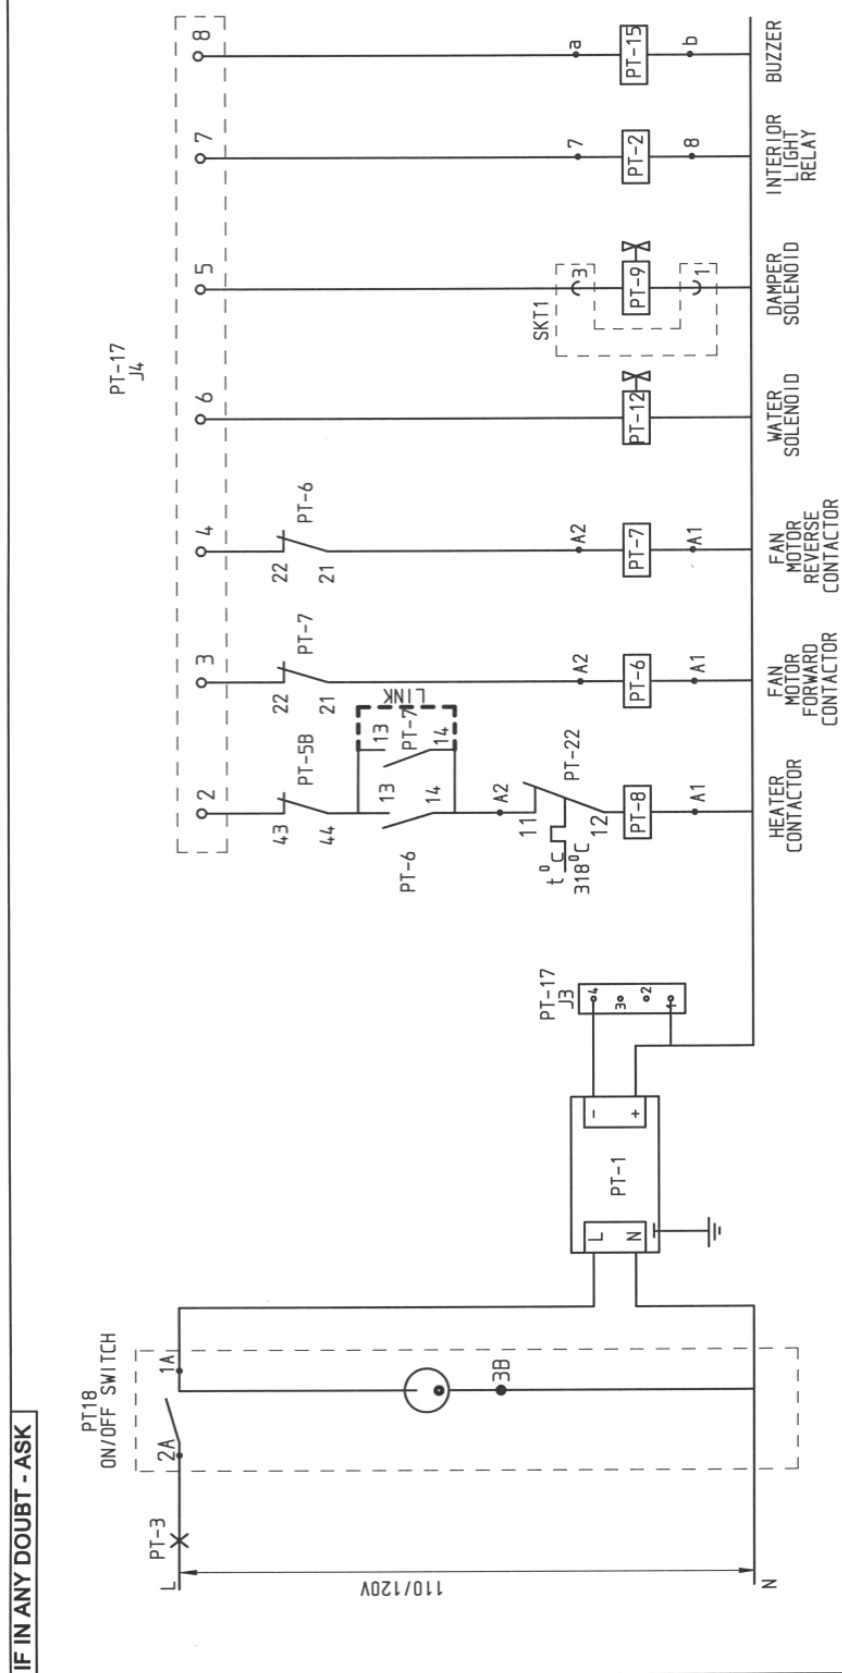 IF IN ANY DOUBT - ASK
L
110/120V
N
PT-3
PT18
ON/OFF SWITCH
2A
1A
3B
L
N
PT-1
-
+
PT-17
J3
4
3
2
1
PT-17
J4
2
43
44
PT-5B
13
14
PT-6
13
14
PT-7
LINK
A2
11
12
PT-22
t°C
318°C
PT-8
A1
HEATER
CONTACTOR
3
22
21
PT-7
A2
PT-6
A1
FAN
MOTOR
FORWARD
CONTACTOR
4
22
21
PT-6
A2
PT-7
A1
FAN
MOTOR
REVERSE
CONTACTOR
6
PT-12
WATER
SOLENOID
5
SKT1
3
PT-9
1
DAMPER
SOLENOID
7
7
PT-2
8
INTERIOR
LIGHT
RELAY
8
a
PT-15
b
BUZZER